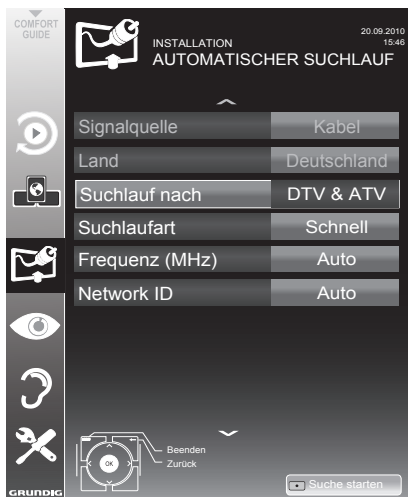 COMFORT
GUIDE
INSTALLATION
20.09.2010
15:46
AUTOMATISCHER SUCHLAUF
Signalquelle Kabel
Land Deutschland
Suchlauf nach DTV & ATV
Suchlaufart Schnell
Frequenz (MHz) Auto
Network ID Auto
OK
Beenden
Zurück
Suche starten
GRUNDIG